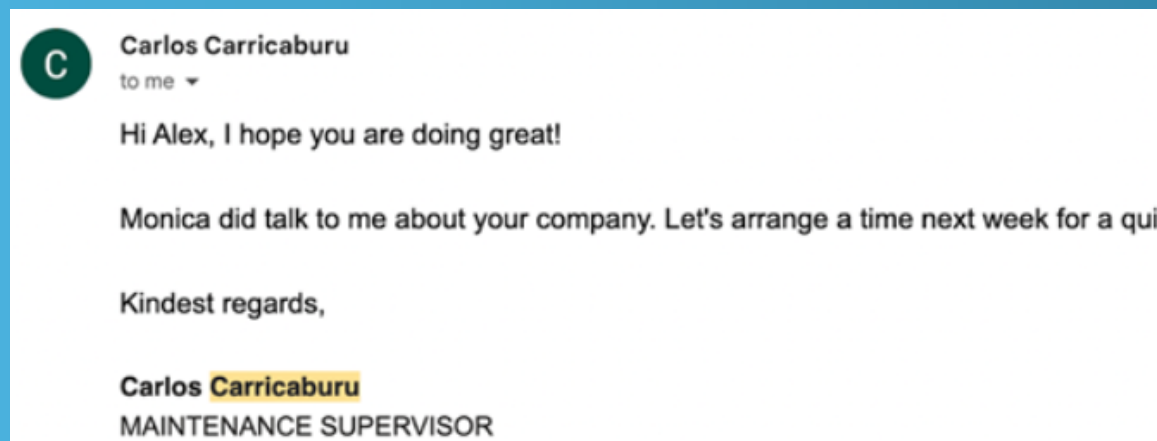 C
Carlos Carricaburu
to me
Hi Alex, I hope you are doing great!
Monica did talk to me about your company. Let's arrange a time next week for a qui
Kindest regards,
Carlos Carricaburu
MAINTENANCE SUPERVISOR